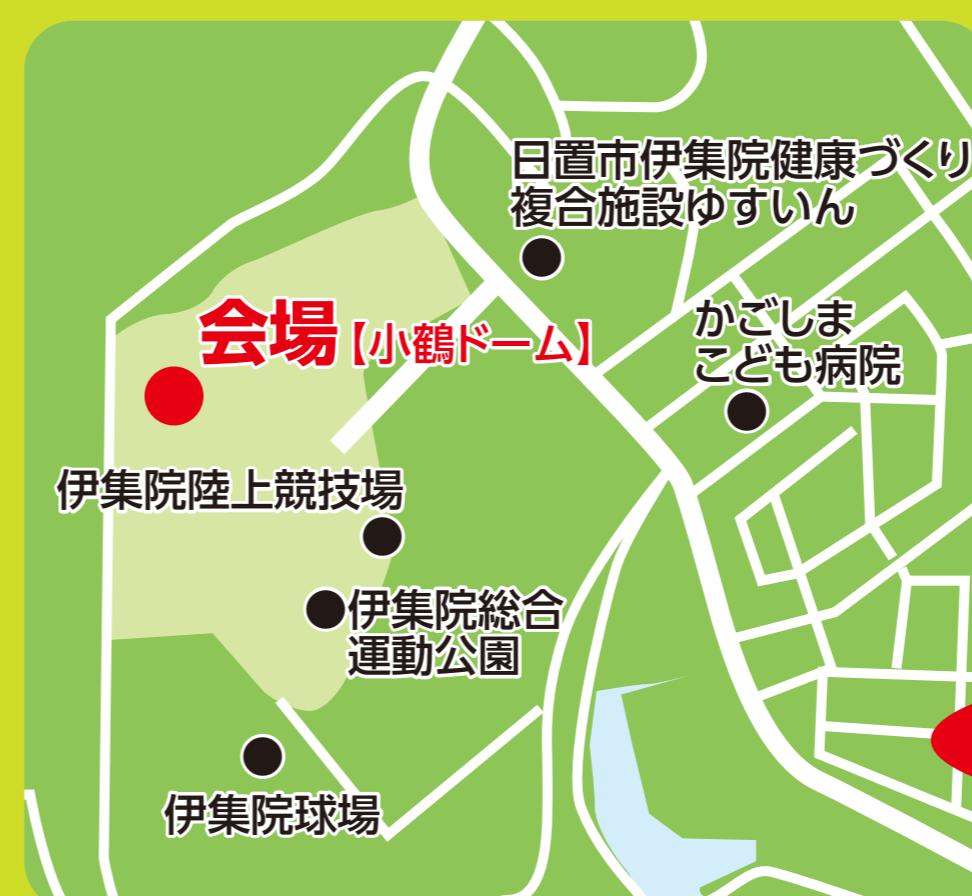 日置市伊集院健康づくり
複合施設ゆすいん
会場【小鶴ドーム】
かごしま
こども病院
伊集院陸上競技場
伊集院総合
運動公園
伊集院球場